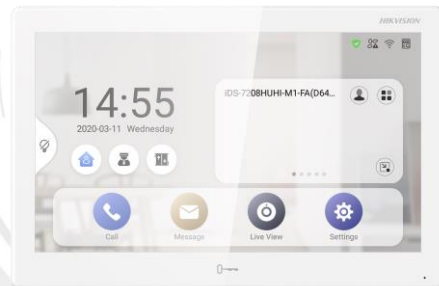 HIKVISION
14:55
2020-03-11 Wednesday
iDS-7208HUHI-M1-FA(D64...
Call
Message
Live View
Settings